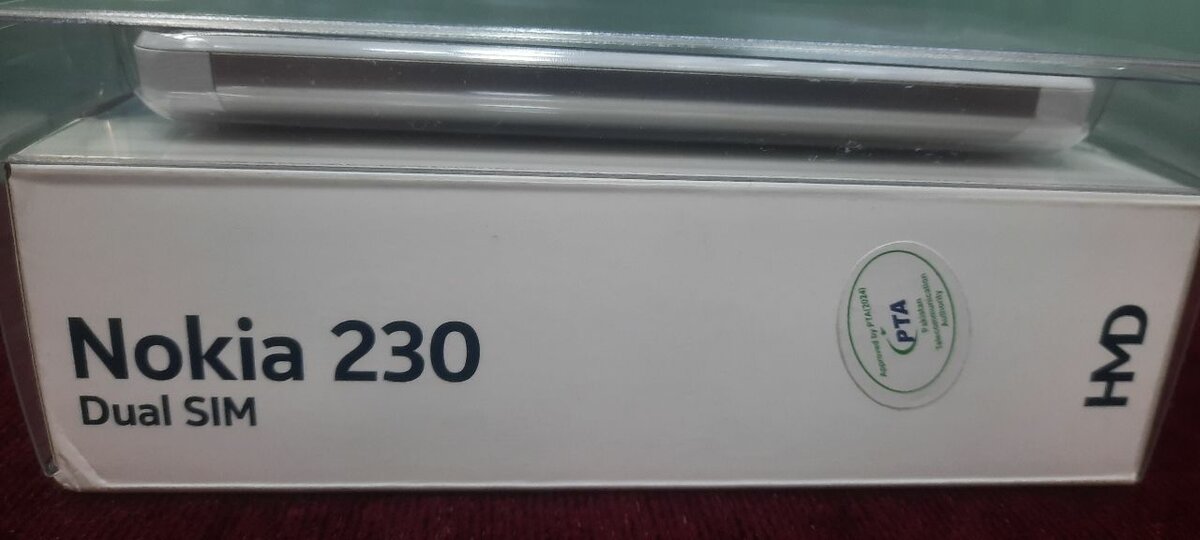 Nokia 230
Dual SIM
Approved by PTA(2024)
PTA
Pakistan
Telecommunication
Authority
HMD